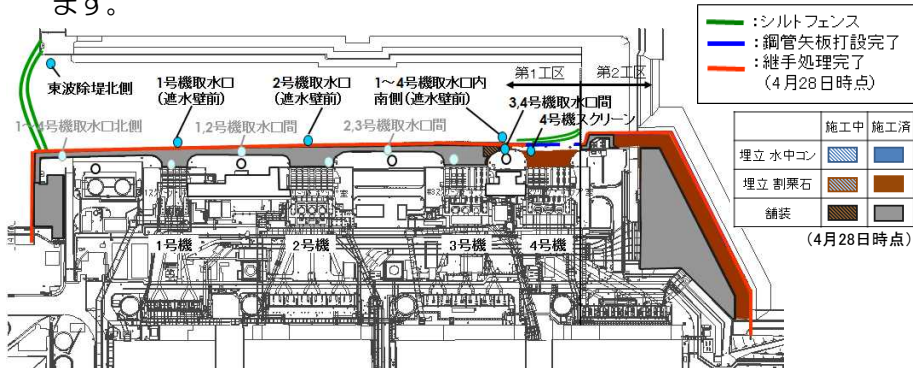 ます。
:シルトフェンス
:鋼管矢板打設完了
:継手処理完了
(4月28日時点)
東波除堤北側
1号機取水口
(遮水壁前)
2号機取水口
(遮水壁前)
1～4号機取水口内
南側(遮水壁前)
第1工区
第2工区
3,4号機取水口間
4号機スクリーン
1～4号機取水口北側
1,2号機取水口間
2,3号機取水口間
施工中 施工済
埋立 水中コン
埋立 割栗石
舗装
(4月28日時点)
1号機
2号機
3号機
4号機